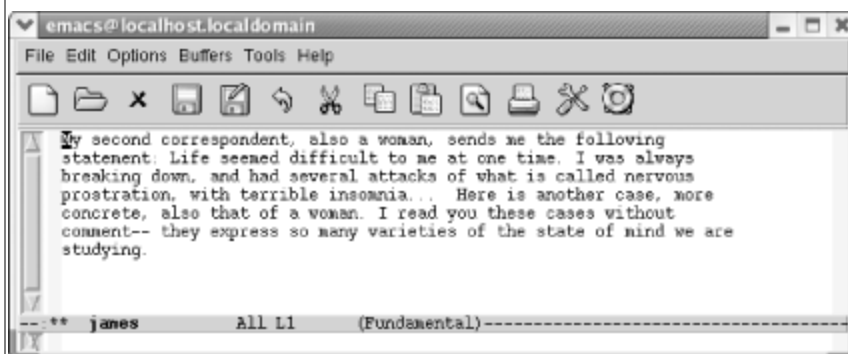 emacs@localhost.localdomain
File Edit Options Buffers Tools Help
My second correspondent, also a woman, sends me the following
statement: Life seemed difficult to me at one time. I was always
breaking down, and had several attacks of what is called nervous
prostration, with terrible insomnia... Here is another case, more
concrete, also that of a woman. I read you these cases without
comment-- they express so many varieties of the state of mind we are
studying.
--:** james All L1 (Fundamental)-----------------------------------